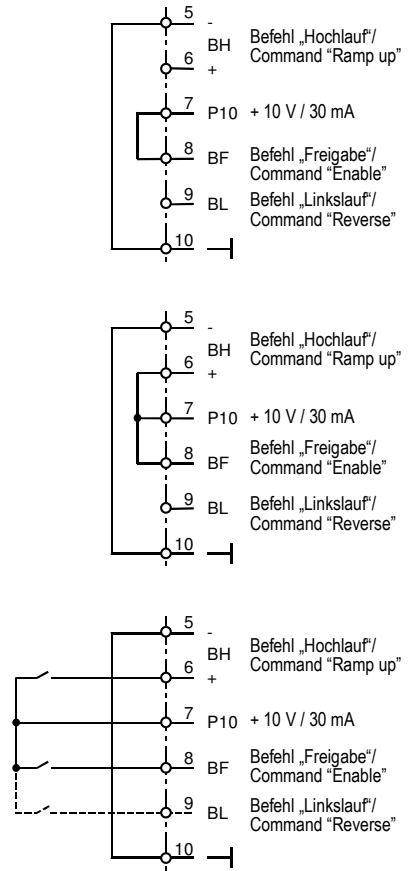 5 -
BH Befehl „Hochlauf“/
Command “Ramp up”
6 +
7 P10 + 10 V / 30 mA
8 BF Befehl „Freigabe“/
Command “Enable”
9 BL Befehl „Linkslauf“/
Command “Reverse”
10
5 -
BH Befehl „Hochlauf“/
Command “Ramp up”
6 +
7 P10 + 10 V / 30 mA
8 BF Befehl „Freigabe“/
Command “Enable”
9 BL Befehl „Linkslauf“/
Command “Reverse”
10
5 -
BH Befehl „Hochlauf“/
Command “Ramp up”
6 +
7 P10 + 10 V / 30 mA
8 BF Befehl „Freigabe“/
Command “Enable”
9 BL Befehl „Linkslauf“/
Command “Reverse”
10